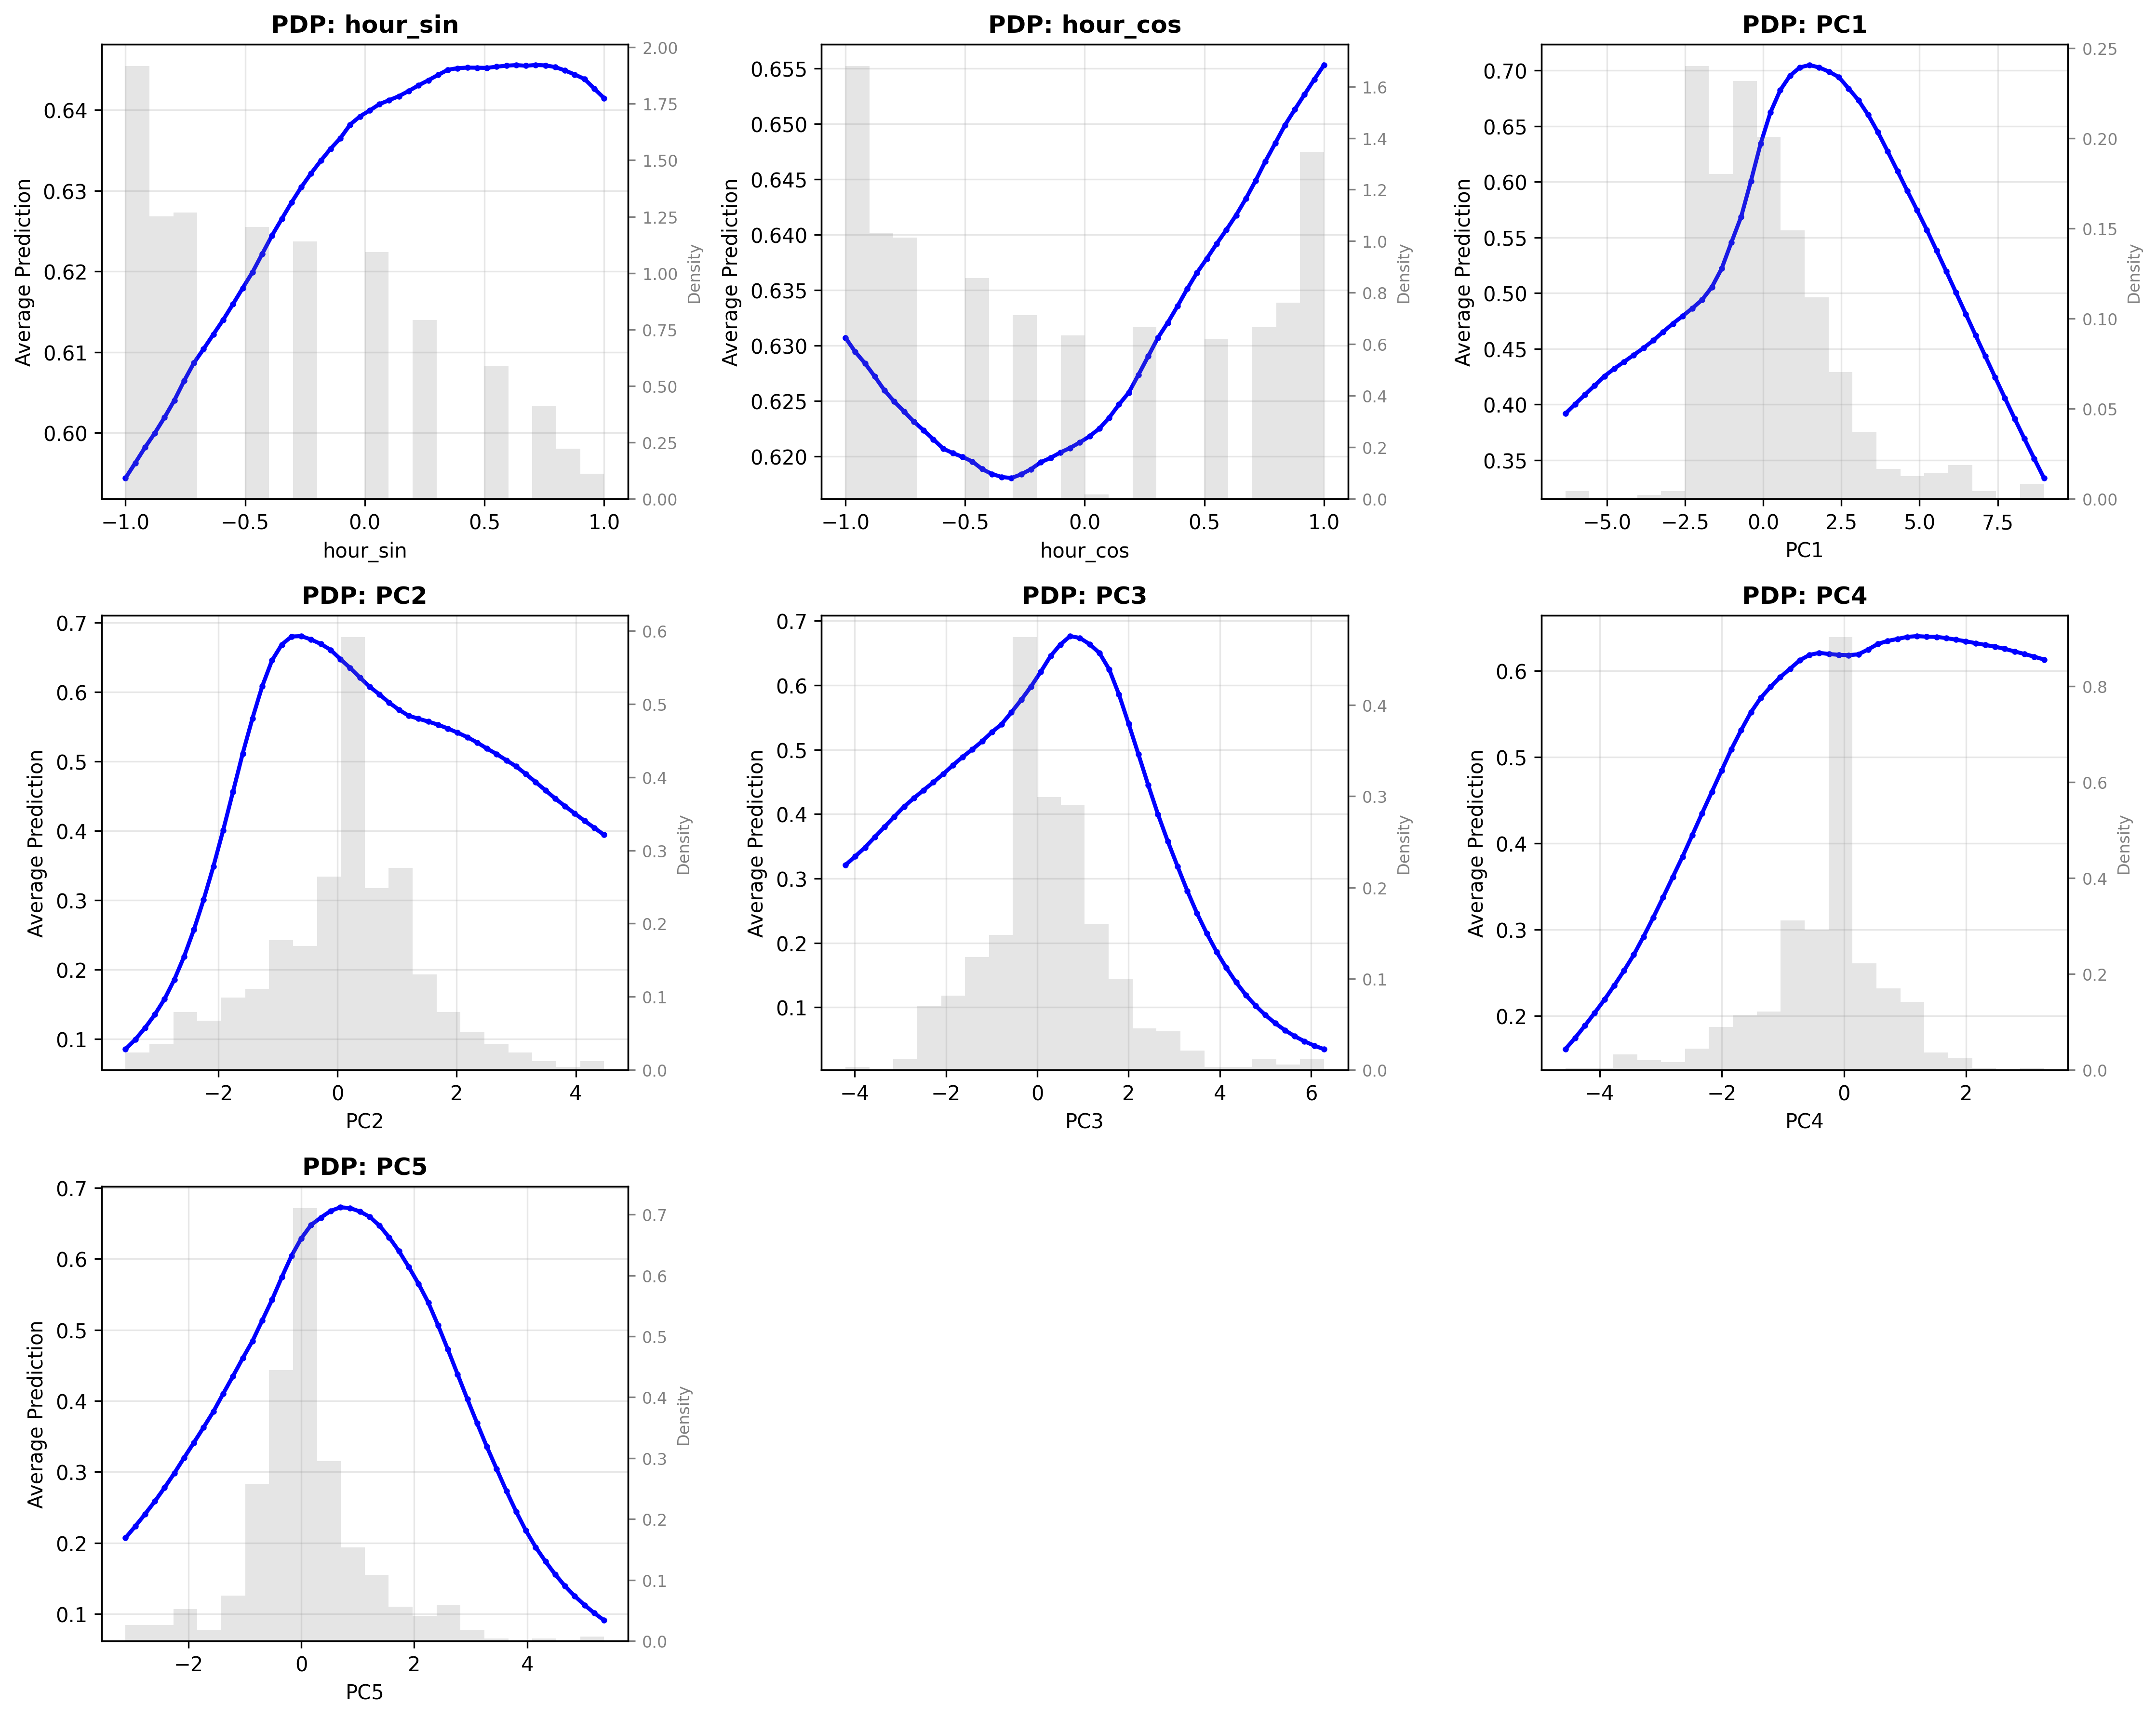 PDP: hour_sin
Average Prediction
0.64
0.63
0.62
0.61
0.60
2.00
1.75
1.50
1.25
1.00
0.75
0.50
0.25
0.00
Density
−1.0 −0.5 0.0 0.5 1.0
hour_sin
PDP: hour_cos
Average Prediction
0.655
0.650
0.645
0.640
0.635
0.630
0.625
0.620
1.6
1.4
1.2
1.0
0.8
0.6
0.4
0.2
0.0
Density
−1.0 −0.5 0.0 0.5 1.0
hour_cos
PDP: PC1
Average Prediction
0.70
0.65
0.60
0.55
0.50
0.45
0.40
0.35
0.25
0.20
0.15
0.10
0.05
0.00
Density
−5.0 −2.5 0.0 2.5 5.0 7.5
PC1
PDP: PC2
Average Prediction
0.7
0.6
0.5
0.4
0.3
0.2
0.1
0.6
0.5
0.4
0.3
0.2
0.1
0.0
Density
−2 0 2 4
PC2
PDP: PC3
Average Prediction
0.7
0.6
0.5
0.4
0.3
0.2
0.1
0.4
0.3
0.2
0.1
0.0
Density
−4 −2 0 2 4 6
PC3
PDP: PC4
Average Prediction
0.6
0.5
0.4
0.3
0.2
0.8
0.6
0.4
0.2
0.0
Density
−4 −2 0 2
PC4
PDP: PC5
Average Prediction
0.7
0.6
0.5
0.4
0.3
0.2
0.1
0.7
0.6
0.5
0.4
0.3
0.2
0.1
0.0
Density
−2 0 2 4
PC5